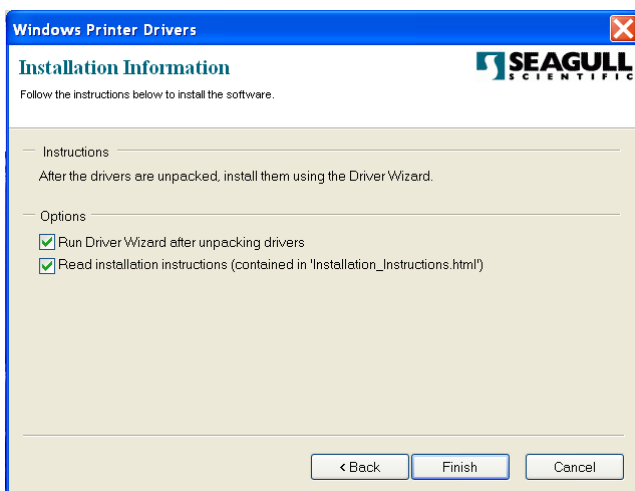 Windows Printer Drivers
Installation Information
SEAGULL
SCIENTIFIC
Follow the instructions below to install the software.
Instructions
After the drivers are unpacked, install them using the Driver Wizard.
Options
Run Driver Wizard after unpacking drivers
Read installation instructions (contained in 'Installation_Instructions.html')
< Back
Finish
Cancel